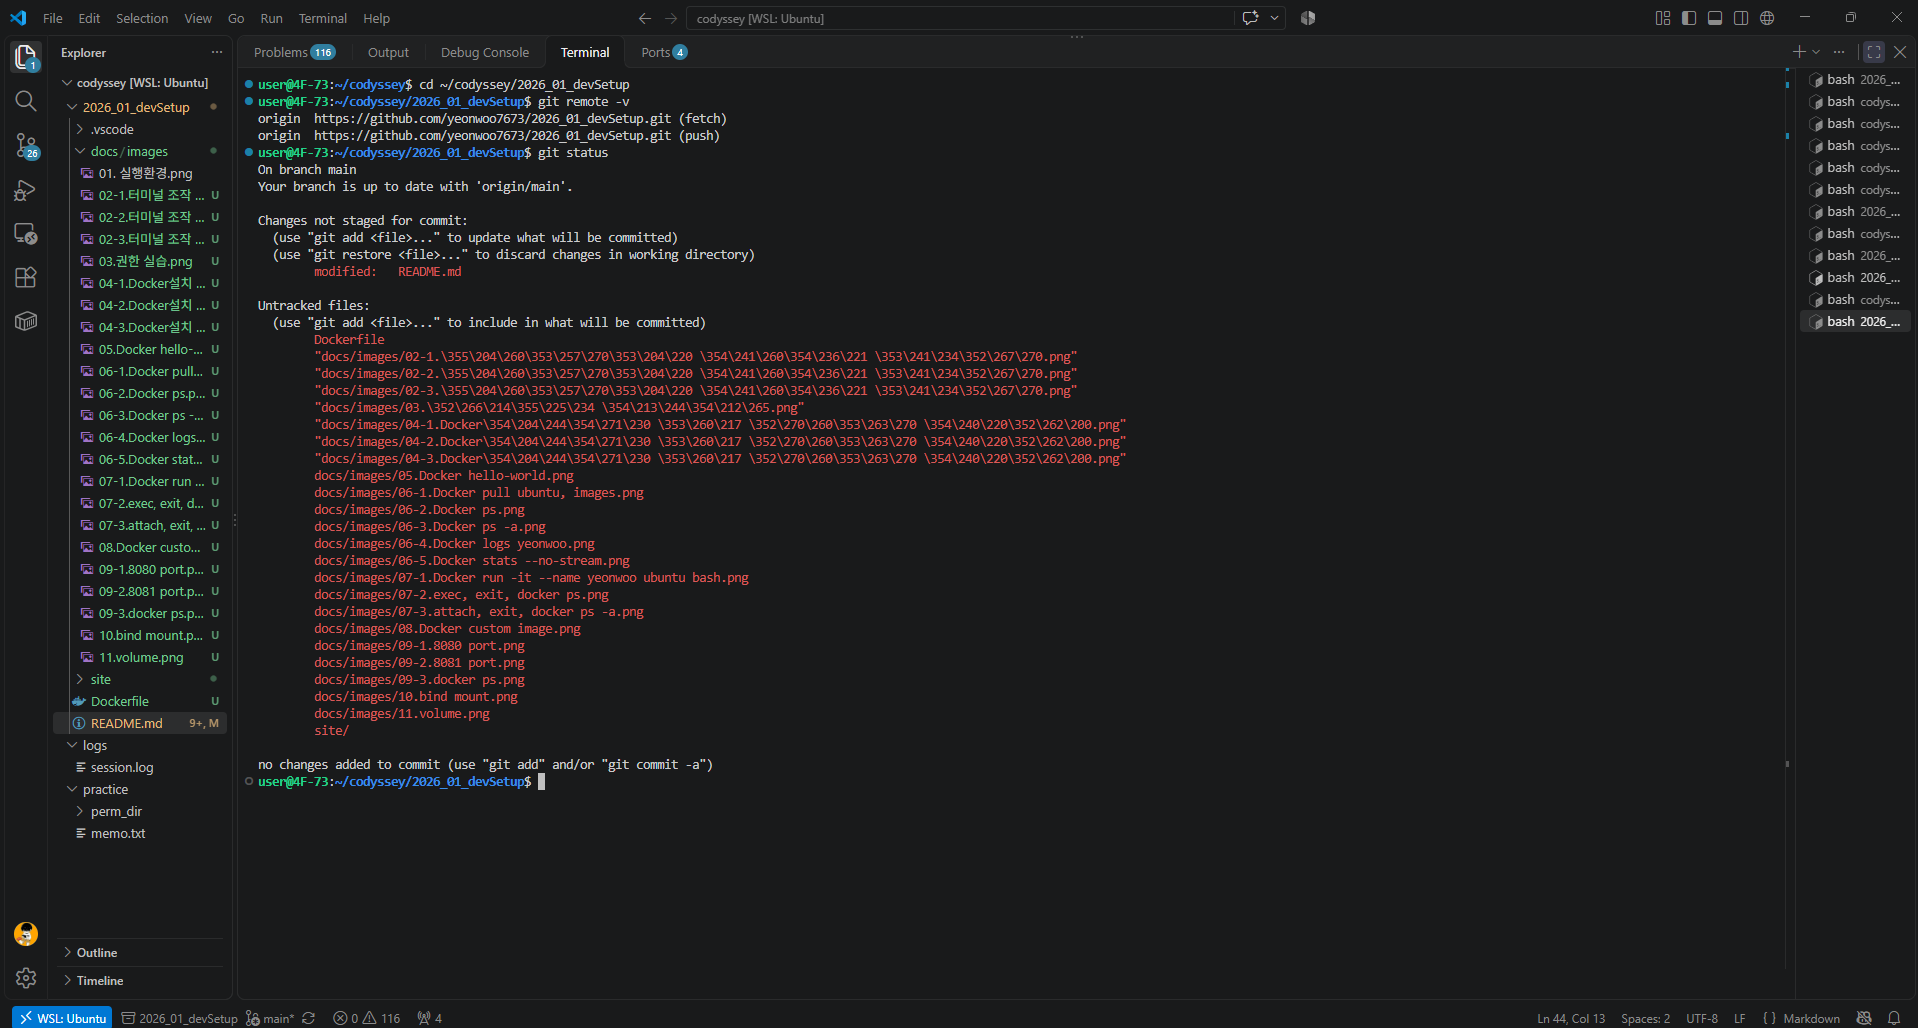 File Edit Selection View Go Run Terminal Help
codyssey [WSL: Ubuntu]
Explorer
Problems 116 Output Debug Console Terminal Ports 4
1
26
codyssey [WSL: Ubuntu]
2026_01_devSetup
.vscode
docs / images
01. 실행환경.png
02-1.터미널 조작 ... U
02-2.터미널 조작 ... U
02-3.터미널 조작 ... U
03.권한 실습.png U
04-1.Docker설치 ... U
04-2.Docker설치 ... U
04-3.Docker설치 ... U
05.Docker hello-... U
06-1.Docker pull... U
06-2.Docker ps.p... U
06-3.Docker ps -... U
06-4.Docker logs... U
06-5.Docker stat... U
07-1.Docker run ... U
07-2.exec, exit, d... U
07-3.attach, exit, ... U
08.Docker custo... U
09-1.8080 port.p... U
09-2.8081 port.p... U
09-3.docker ps.p... U
10.bind mount.p... U
11.volume.png U
site
Dockerfile U
README.md 9+, M
logs
session.log
practice
perm_dir
memo.txt
Outline
Timeline
user@4F-73:~/codyssey$ cd ~/codyssey/2026_01_devSetup
user@4F-73:~/codyssey/2026_01_devSetup$ git remote -v
origin  https://github.com/yeonwoo7673/2026_01_devSetup.git (fetch)
origin  https://github.com/yeonwoo7673/2026_01_devSetup.git (push)
user@4F-73:~/codyssey/2026_01_devSetup$ git status
On branch main
Your branch is up to date with 'origin/main'.
Changes not staged for commit:
(use "git add <file>..." to update what will be committed)
(use "git restore <file>..." to discard changes in working directory)
modified:   README.md
Untracked files:
(use "git add <file>..." to include in what will be committed)
Dockerfile
"docs/images/02-1.\355\204\260\353\257\270\353\204\220 \354\241\260\354\236\221 \353\241\234\352\267\270.png"
"docs/images/02-2.\355\204\260\353\257\270\353\204\220 \354\241\260\354\236\221 \353\241\234\352\267\270.png"
"docs/images/02-3.\355\204\260\353\257\270\353\204\220 \354\241\260\354\236\221 \353\241\234\352\267\270.png"
"docs/images/03.\352\266\214\355\225\234 \354\213\244\354\212\265.png"
"docs/images/04-1.Docker\354\204\244\354\271\230 \353\260\217 \352\270\260\353\263\270 \354\240\220\352\262\200.png"
"docs/images/04-2.Docker\354\204\244\354\271\230 \353\260\217 \352\270\260\353\263\270 \354\240\220\352\262\200.png"
"docs/images/04-3.Docker\354\204\244\354\271\230 \353\260\217 \352\270\260\353\263\270 \354\240\220\352\262\200.png"
docs/images/05.Docker hello-world.png
docs/images/06-1.Docker pull ubuntu, images.png
docs/images/06-2.Docker ps.png
docs/images/06-3.Docker ps -a.png
docs/images/06-4.Docker logs yeonwoo.png
docs/images/06-5.Docker stats --no-stream.png
docs/images/07-1.Docker run -it --name yeonwoo ubuntu bash.png
docs/images/07-2.exec, exit, docker ps.png
docs/images/07-3.attach, exit, docker ps -a.png
docs/images/08.Docker custom image.png
docs/images/09-1.8080 port.png
docs/images/09-2.8081 port.png
docs/images/09-3.docker ps.png
docs/images/10.bind mount.png
docs/images/11.volume.png
site/
no changes added to commit (use "git add" and/or "git commit -a")
user@4F-73:~/codyssey/2026_01_devSetup$
bash 2026_...
bash codys...
bash codys...
bash codys...
bash codys...
bash codys...
bash 2026_...
bash codys...
bash 2026_...
bash 2026_...
bash codys...
bash 2026_...
WSL: Ubuntu 2026_01_devSetup main* 0 116 4
Ln 44, Col 13 Spaces: 2 UTF-8 LF { } Markdown